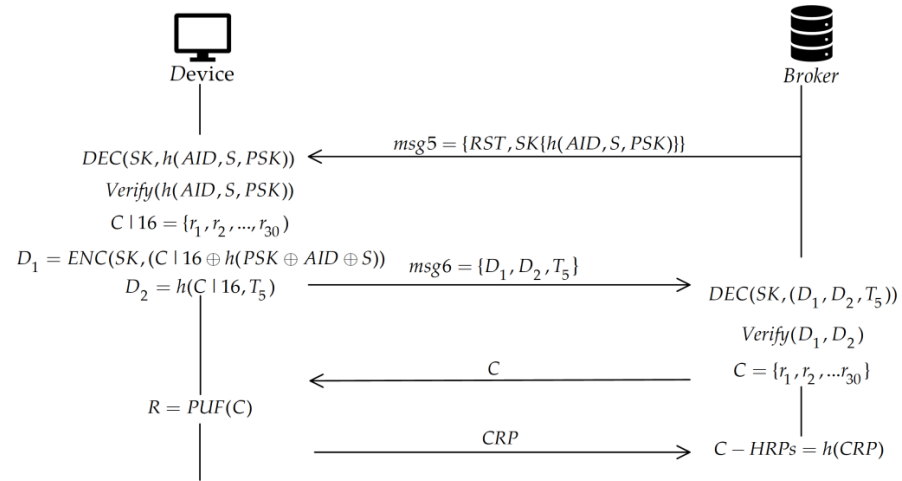 Device
Broker
msg5 = {RST, SK{h(AID, S, PSK)}}
DEC(SK, h(AID, S, PSK))
Verify(h(AID, S, PSK))
C | 16 = {r₁, r₂, ..., r₃₀)
D₁ = ENC(SK, (C | 16 ⊕ h(PSK ⊕ AID ⊕ S))
D₂ = h(C | 16, T₅)
msg6 = {D₁, D₂, T₅}
DEC(SK, (D₁, D₂, T₅))
Verify(D₁, D₂)
C = {r₁, r₂, ...r₃₀}
C
R = PUF(C)
CRP
C − HRPs = h(CRP)